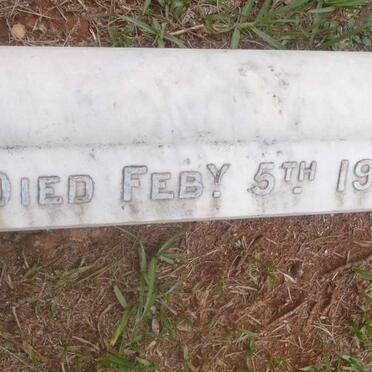 DIED FEBY. 5TH 19